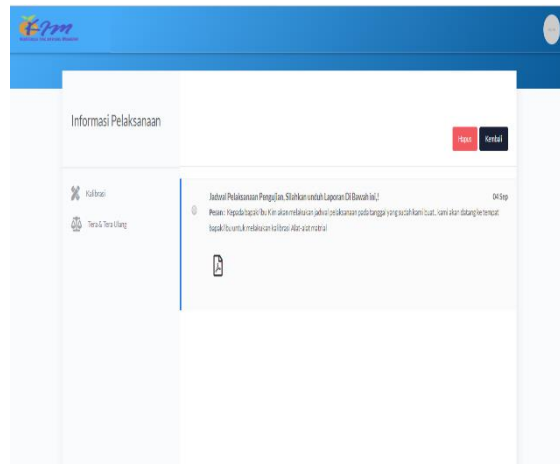 Kim
Informasi Pelaksanaan
Hapus
Kembali
Kalibrasi
Tera & Tera Ulang
Jadwal Pelaksanaan Pengujian, Silahkan unduh Laporan Di Bawah ini,!
04 Sep
Pesan : Kepada bapak/ibu Kim akan melakukan jadwal pelaksanaan pada tanggal yang sudah kami buat, kami akan datang ke tempat
bapak/ibu untuk melakukan kalibrasi Alat-alat matrial